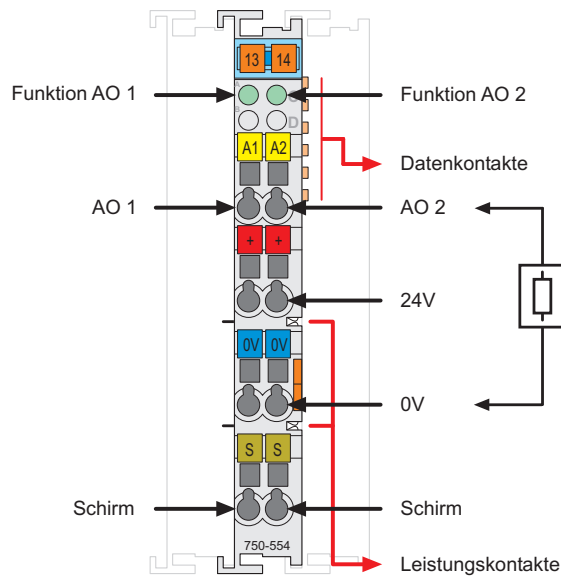 13 14
Funktion AO 1
Funktion AO 2
D
A1 A2
Datenkontakte
AO 1
AO 2
+ +
24V
0V 0V
0V
S S
Schirm
Schirm
750-554
Leistungskontakte